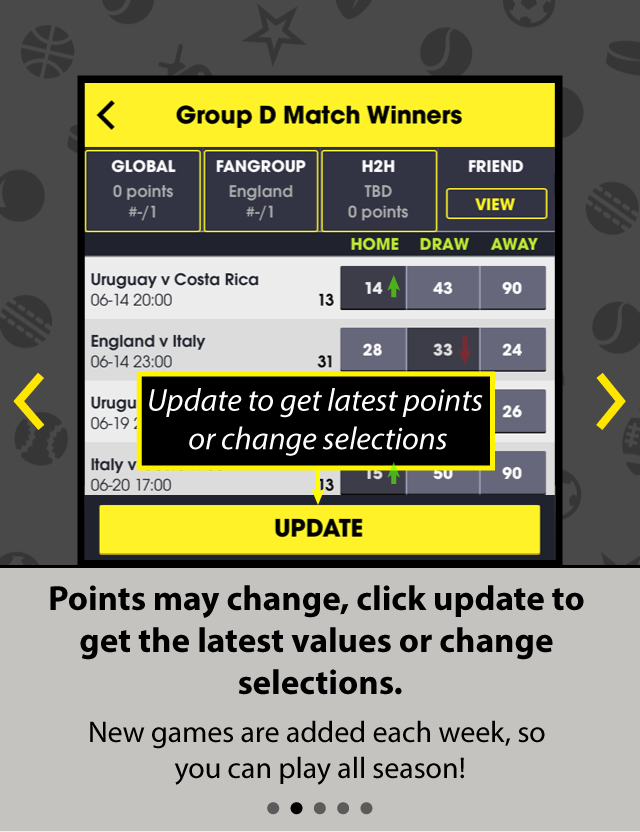 Group D Match Winners
GLOBAL FANGROUP H2H FRIEND
0 points England TBD VIEW
#-/1 #-/1 0 points
HOME DRAW AWAY
Uruguay v Costa Rica
06-14 20:00 13 14 43 90
England v Italy
06-14 23:00 31 28 33 24
Urugu
06-19 26
Update to get latest points
or change selections
Italy v
06-20 17:00 13 15 50 90
UPDATE
Points may change, click update to
get the latest values or change
selections.
New games are added each week, so
you can play all season!